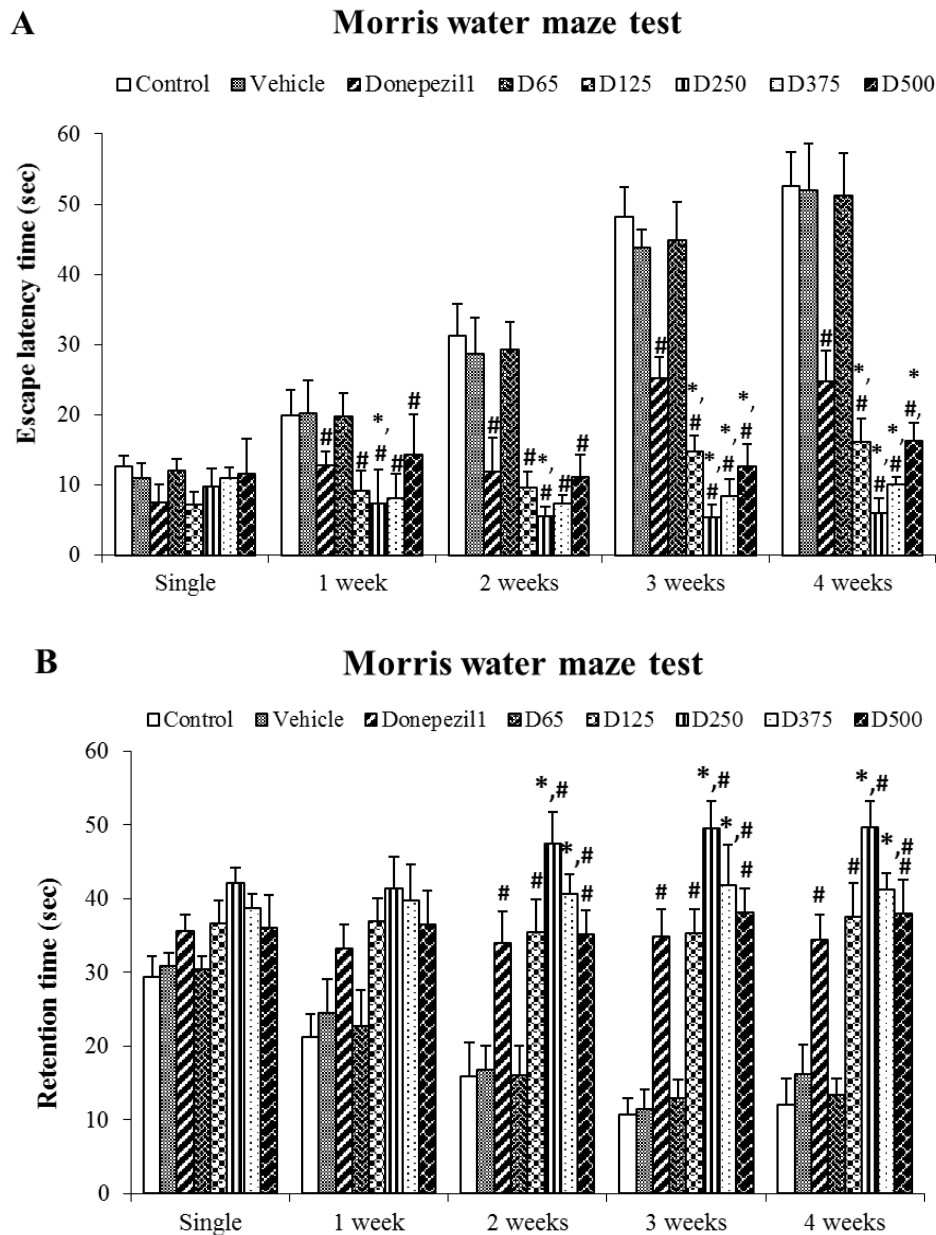 A
Morris water maze test
Control Vehicle Donepezil1 D65 D125 D250 D375 D500
Escape latency time (sec)
60
50
40
30
20
10
0
# # *, # # #
# # *, # # #
# *, # *, # *, # *, #
# *, # *, # *, # * #,
Single 1 week 2 weeks 3 weeks 4 weeks
B
Morris water maze test
Control Vehicle Donepezil1 D65 D125 D250 D375 D500
Retention time (sec)
60
50
40
30
20
10
0
# # *,# *,# #
# # *,# *,# #
# # *,# *,# #
Single 1 week 2 weeks 3 weeks 4 weeks